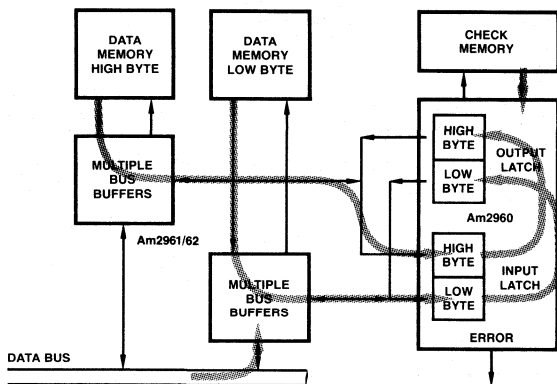 DATA
MEMORY
HIGH BYTE
DATA
MEMORY
LOW BYTE
CHECK
MEMORY
MULTIPLE
BUS
BUFFERS
Am2961/62
MULTIPLE
BUS
BUFFERS
HIGH
BYTE
OUTPUT
LATCH
LOW
BYTE
Am2960
HIGH
BYTE
INPUT
LATCH
LOW
BYTE
ERROR
DATA BUS